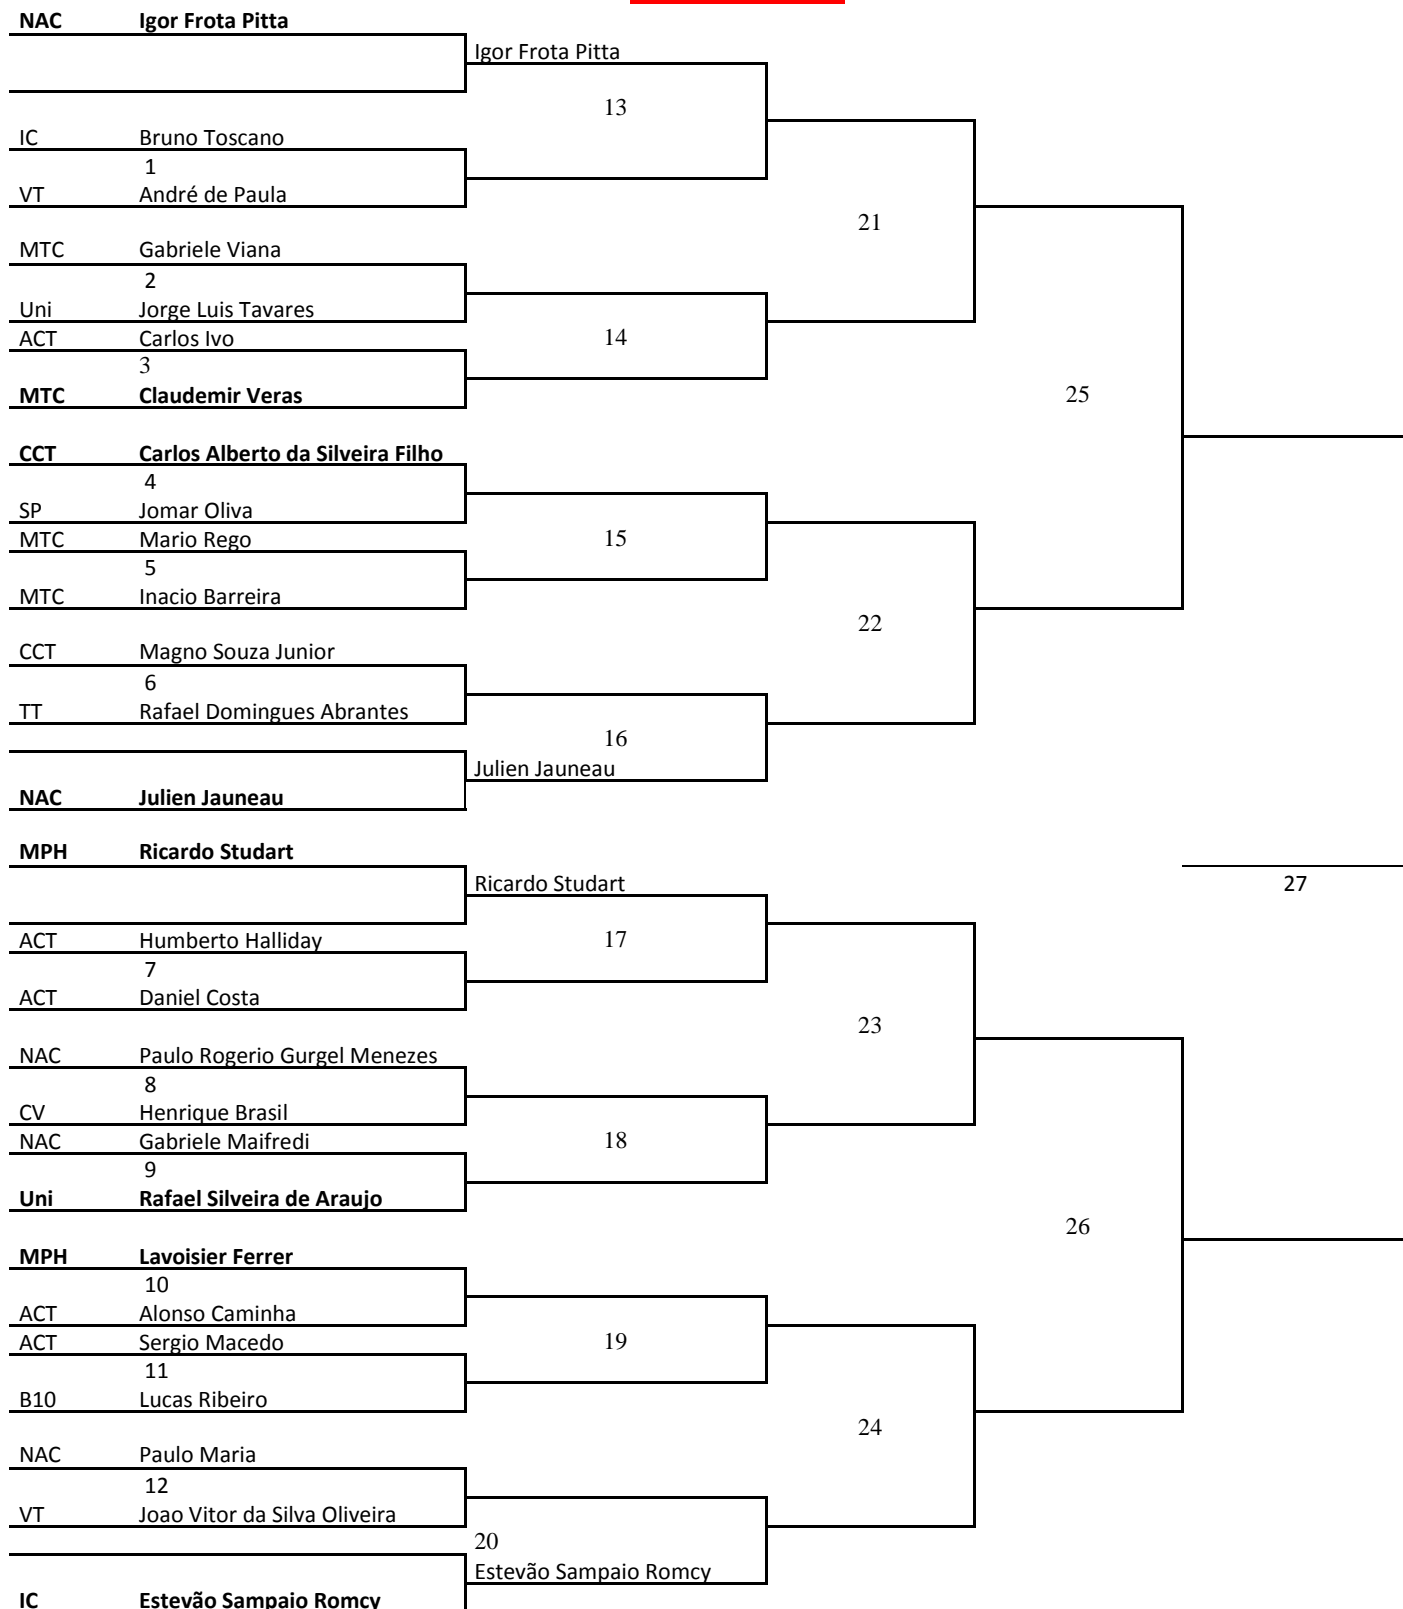 NAC Igor Frota Pitta
Igor Frota Pitta
13
IC Bruno Toscano
1
VT André de Paula
21
MTC Gabriele Viana
2
Uni Jorge Luis Tavares
ACT Carlos Ivo
14
3
MTC Claudemir Veras
25
CCT Carlos Alberto da Silveira Filho
4
SP Jomar Oliva
MTC Mario Rego
15
5
MTC Inacio Barreira
22
CCT Magno Souza Junior
6
TT Rafael Domingues Abrantes
16
Julien Jauneau
NAC Julien Jauneau
MPH Ricardo Studart
Ricardo Studart
27
ACT Humberto Halliday
17
7
ACT Daniel Costa
23
NAC Paulo Rogerio Gurgel Menezes
8
CV Henrique Brasil
NAC Gabriele Maifredi
18
9
Uni Rafael Silveira de Araujo
26
MPH Lavoisier Ferrer
10
ACT Alonso Caminha
ACT Sergio Macedo
19
11
B10 Lucas Ribeiro
24
NAC Paulo Maria
12
VT Joao Vitor da Silva Oliveira
20
Estevão Sampaio Romcy
IC Estevão Sampaio Romcy